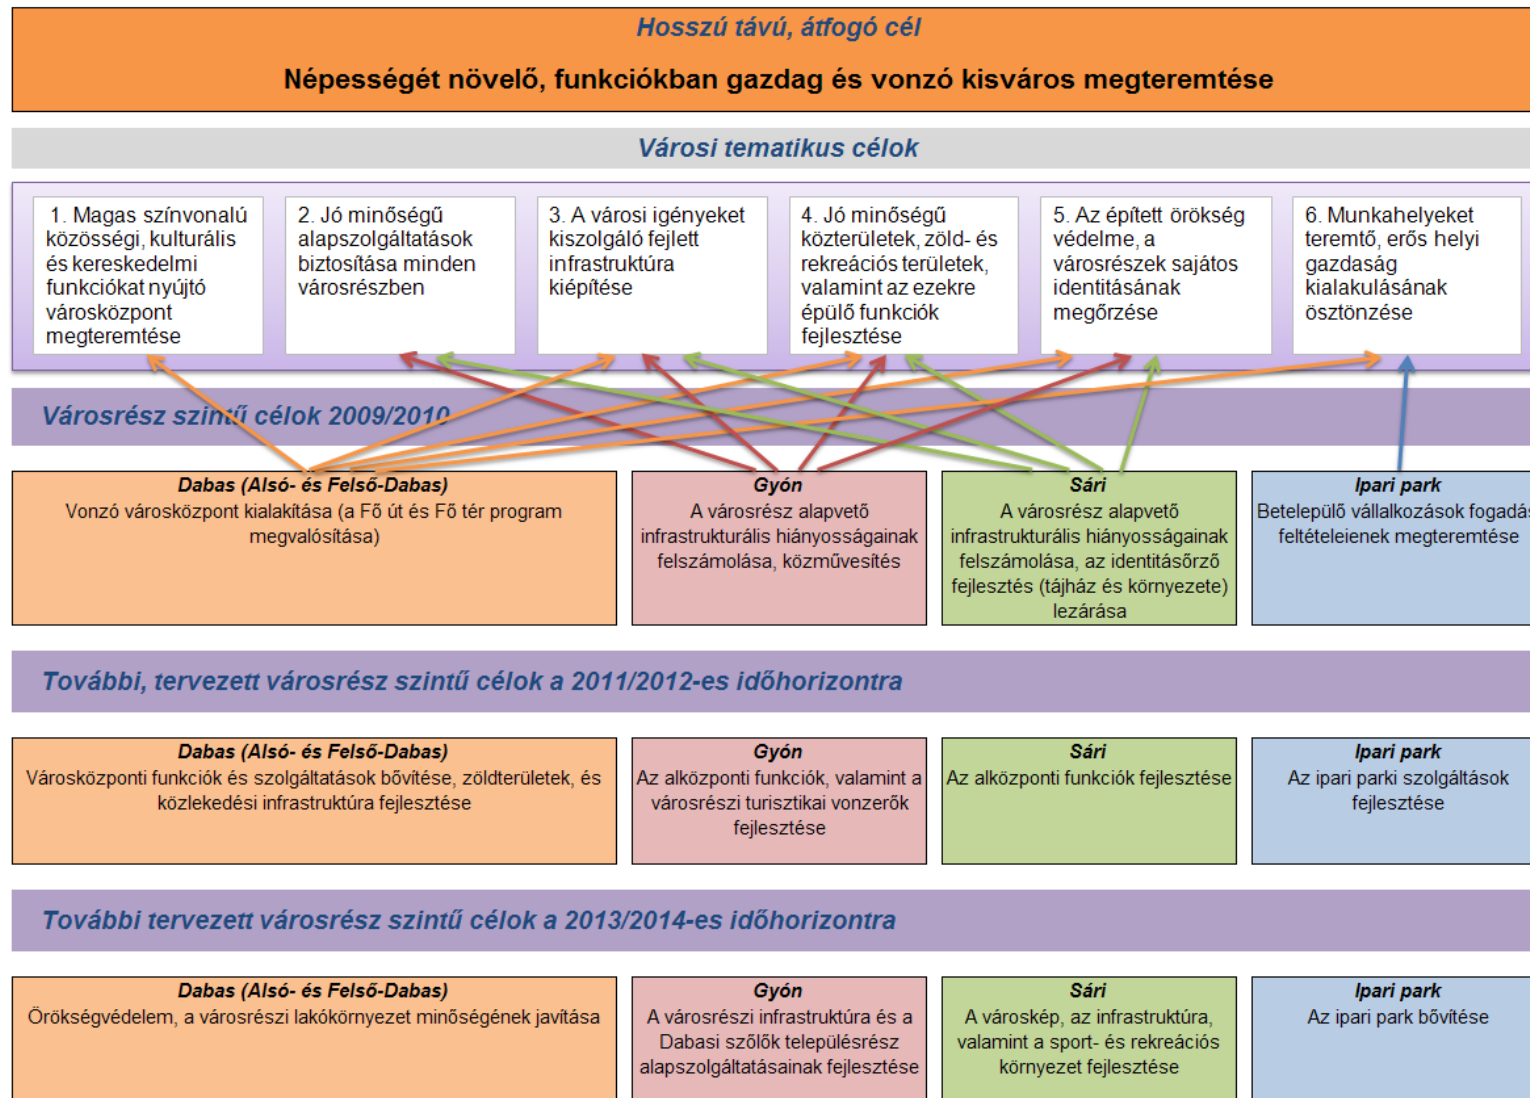 Hosszú távú, átfogó cél
Népességét növelő, funkciókban gazdag és vonzó kisváros megteremtése
Városi tematikus célok
1. Magas színvonalú
közösségi, kulturális
és kereskedelmi
funkciókat nyújtó
városközpont
megteremtése
2. Jó minőségű
alapszolgáltatások
biztosítása minden
városrészben
3. A városi igényeket
kiszolgáló fejlett
infrastruktúra
kiépítése
4. Jó minőségű
közterületek, zöld- és
rekreációs területek,
valamint az ezekre
épülő funkciók
fejlesztése
5. Az épített örökség
védelme, a
városrészek sajátos
identitásának
megőrzése
6. Munkahelyeket
teremtő, erős helyi
gazdaság
kialakulásának
ösztönzése
Városrész szintű célok 2009/2010
Dabas (Alsó- és Felső-Dabas)
Vonzó városközpont kialakítása (a Fő út és Fő tér program
megvalósítása)
Gyón
A városrész alapvető
infrastrukturális hiányosságainak
felszámolása, közművesítés
Sári
A városrész alapvető
infrastrukturális hiányosságainak
felszámolása, az identitásőrző
fejlesztés (tájház és környezete)
lezárása
Ipari park
Betelepülő vállalkozások fogadás
feltételeienek megteremtése
További, tervezett városrész szintű célok a 2011/2012-es időhorizontra
Dabas (Alsó- és Felső-Dabas)
Városközponti funkciók és szolgáltatások bővítése, zöldterületek, és
közlekedési infrastruktúra fejlesztése
Gyón
Az alközponti funkciók, valamint a
városrészi turisztikai vonzerők
fejlesztése
Sári
Az alközponti funkciók fejlesztése
Ipari park
Az ipari parki szolgáltások
fejlesztése
További tervezett városrész szintű célok a 2013/2014-es időhorizontra
Dabas (Alsó- és Felső-Dabas)
Örökségvédelem, a városrészi lakókörnyezet minőségének javítása
Gyón
A városrészi infrastruktúra és a
Dabasi szőlők településrész
alapszolgáltatásainak fejlesztése
Sári
A városkép, az infrastruktúra,
valamint a sport- és rekreációs
környezet fejlesztése
Ipari park
Az ipari park bővítése